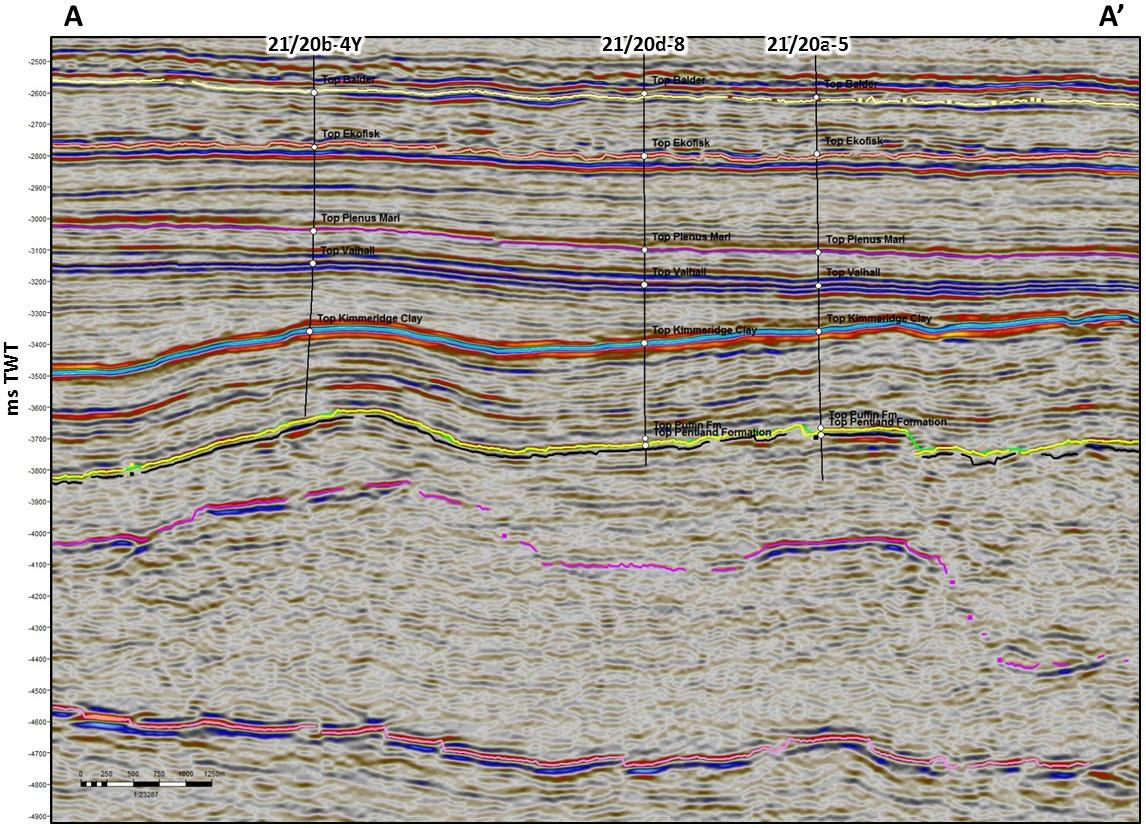 A
A’
21/20b-4Y
21/20d-8
21/20a-5
ms TWT
-2500
-2600
-2700
-2800
-2900
-3000
-3100
-3200
-3300
-3400
-3500
-3600
-3700
-3800
-3900
-4000
-4100
-4200
-4300
-4400
-4500
-4600
-4700
-4800
-4900
Top Balder
Top Balder
Top Balder
Top Ekofisk
Top Ekofisk
Top Ekofisk
Top Plenus Marl
Top Plenus Marl
Top Plenus Marl
Top Valhall
Top Valhall
Top Valhall
Top Kimmeridge Clay
Top Kimmeridge Clay
Top Kimmeridge Clay
Top Puffin Fm
Top Pentland Formation
Top Puffin Fm
Top Pentland Formation
0 250 500 750 1000 1250m
1:23287